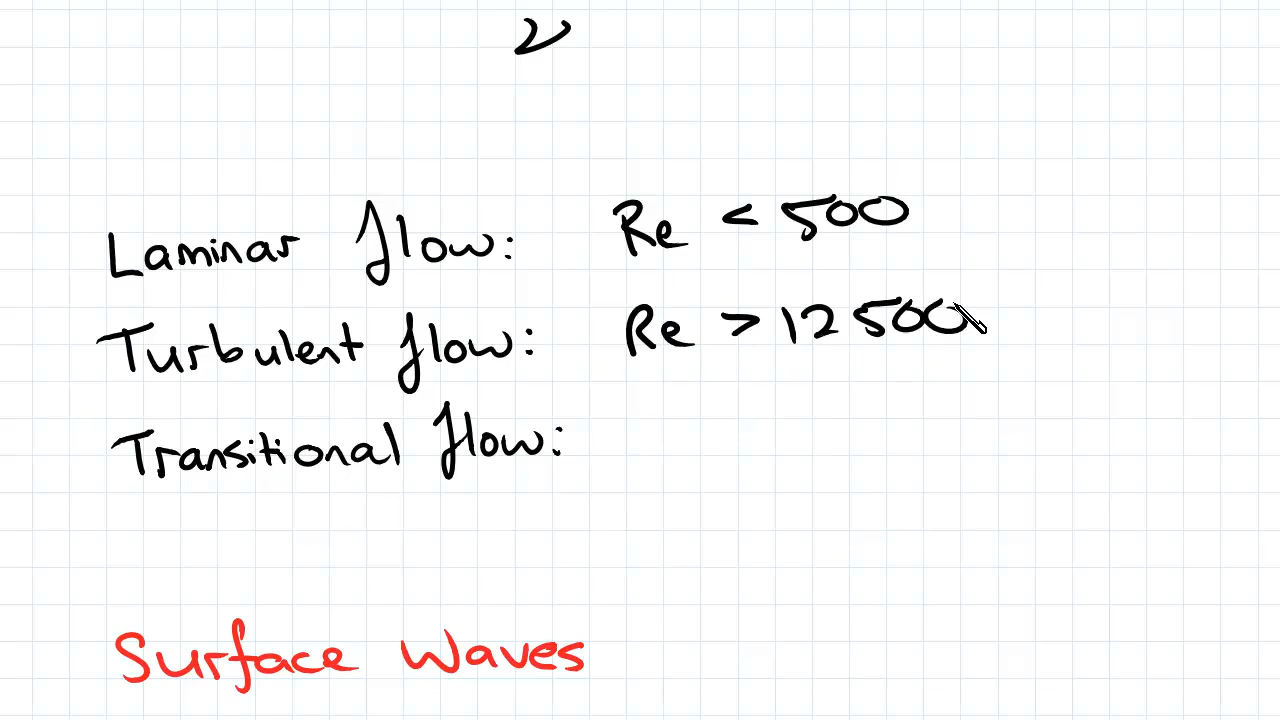 ν
Laminar flow: Re < 500
Turbulent flow: Re > 12 500
Transitional flow:
Surface Waves